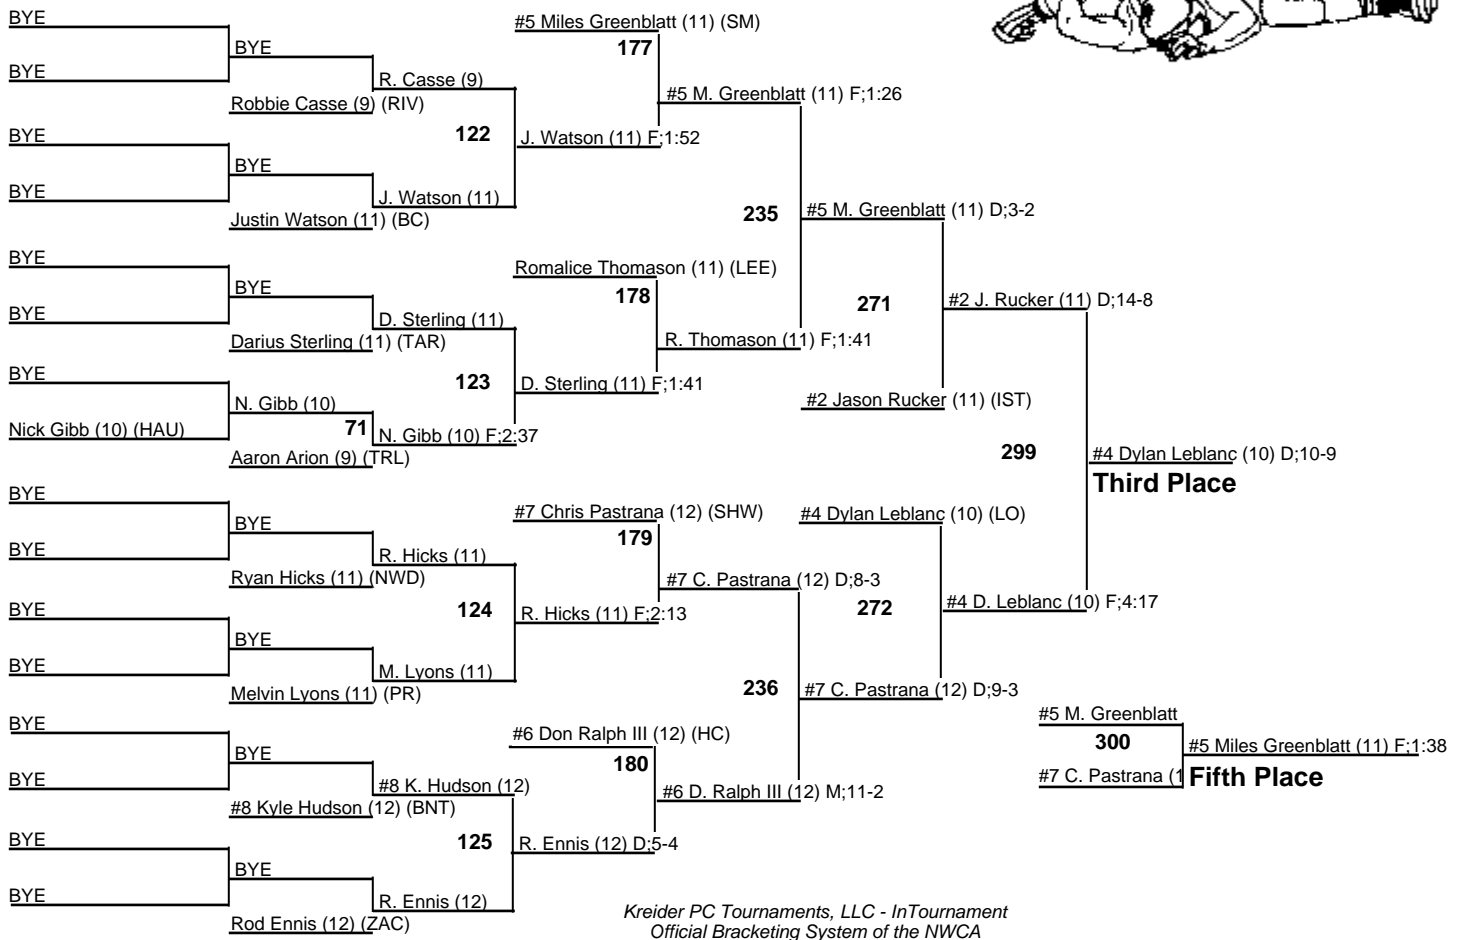 BYE
BYE
BYE
R. Casse (9)
Robbie Casse (9) (RIV)
122
BYE
BYE
BYE
J. Watson (11)
Justin Watson (11) (BC)
#5 Miles Greenblatt (11) (SM)
177
#5 M. Greenblatt (11) F;1:26
J. Watson (11) F;1:52
235
#5 M. Greenblatt (11) D;3-2
BYE
BYE
BYE
D. Sterling (11)
Darius Sterling (11) (TAR)
123
BYE
N. Gibb (10)
Nick Gibb (10) (HAU)
71
N. Gibb (10) F;2:37
Aaron Arion (9) (TRL)
Romalice Thomason (11) (LEE)
178
R. Thomason (11) F;1:41
D. Sterling (11) F;1:41
271
#2 J. Rucker (11) D;14-8
#2 Jason Rucker (11) (IST)
299
#4 Dylan Leblanc (10) D;10-9
Third Place
BYE
BYE
BYE
R. Hicks (11)
Ryan Hicks (11) (NWD)
124
BYE
BYE
BYE
M. Lyons (11)
Melvin Lyons (11) (PR)
#7 Chris Pastrana (12) (SHW)
179
#7 C. Pastrana (12) D;8-3
R. Hicks (11) F;2:13
#4 Dylan Leblanc (10) (LO)
272
#4 D. Leblanc (10) F;4:17
236
#7 C. Pastrana (12) D;9-3
BYE
BYE
BYE
#8 K. Hudson (12)
#8 Kyle Hudson (12) (BNT)
125
BYE
BYE
BYE
R. Ennis (12)
Rod Ennis (12) (ZAC)
#6 Don Ralph III (12) (HC)
180
#6 D. Ralph III (12) M;11-2
R. Ennis (12) D;5-4
#5 M. Greenblatt
300
#5 Miles Greenblatt (11) F;1:38
#7 C. Pastrana (1
Fifth Place
Kreider PC Tournaments, LLC - InTournament
Official Bracketing System of the NWCA